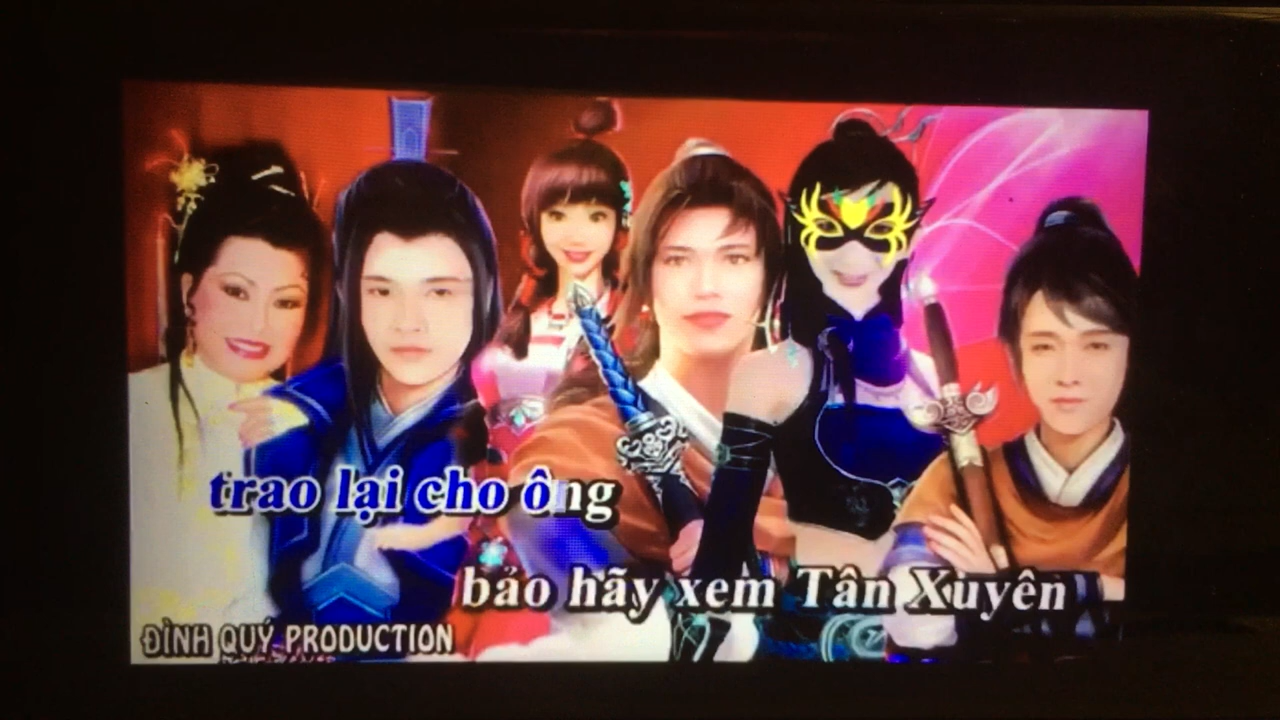 trao lại cho ông
bảo hãy xem Tân Xuyên
ĐÌNH QUÝ PRODUCTION